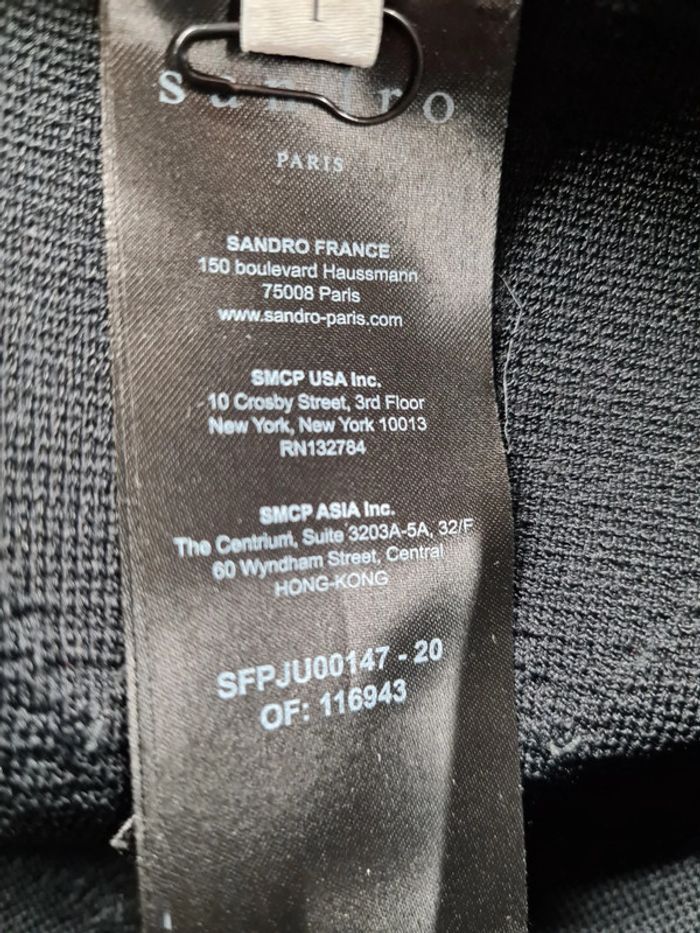 1
sandro
PARIS
SANDRO FRANCE
150 boulevard Haussmann
75008 Paris
www.sandro-paris.com
SMCP USA Inc.
10 Crosby Street, 3rd Floor
New York, New York 10013
RN132784
SMCP ASIA Inc.
The Centrium, Suite 3203A-5A, 32/F
60 Wyndham Street, Central
HONG-KONG
SFPJU00147 - 20
OF: 116943